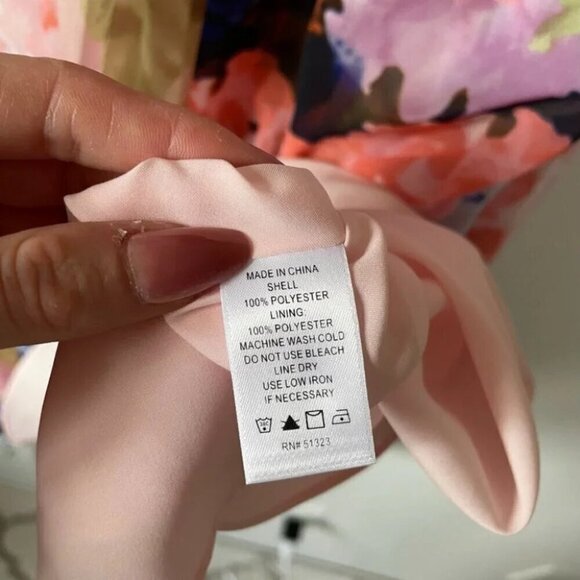 MADE IN CHINA
SHELL
100% POLYESTER
LINING:
100% POLYESTER
MACHINE WASH COLD
DO NOT USE BLEACH
LINE DRY
USE LOW IRON
IF NECESSARY
RN# 51323